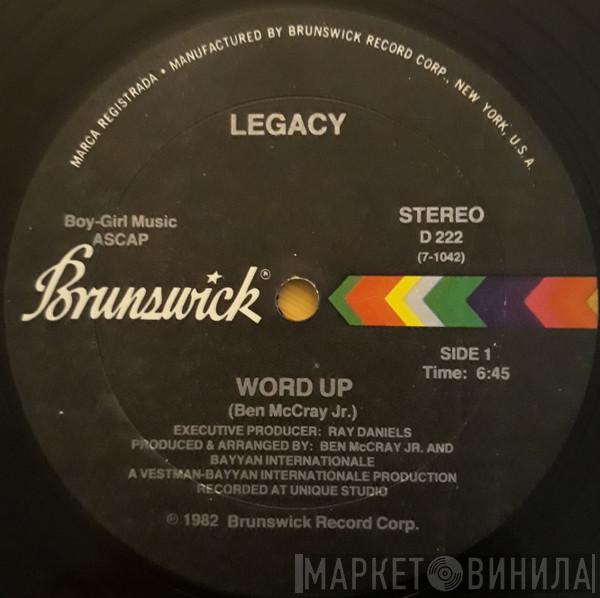 MARCA REGISTRADA • MANUFACTURED BY BRUNSWICK RECORD CORP., NEW YORK, U.S.A.
LEGACY
Boy-Girl Music
ASCAP
STEREO
D 222
(7-1042)
Brunswick®
SIDE 1
Time: 6:45
WORD UP
(Ben McCray Jr.)
EXECUTIVE PRODUCER: RAY DANIELS
PRODUCED & ARRANGED BY: BEN McCRAY JR. AND
BAYYAN INTERNATIONALE
A VESTMAN-BAYYAN INTERNATIONALE PRODUCTION
RECORDED AT UNIQUE STUDIO
℗ 1982 Brunswick Record Corp.
МАРКЕТ ВИНИЛА